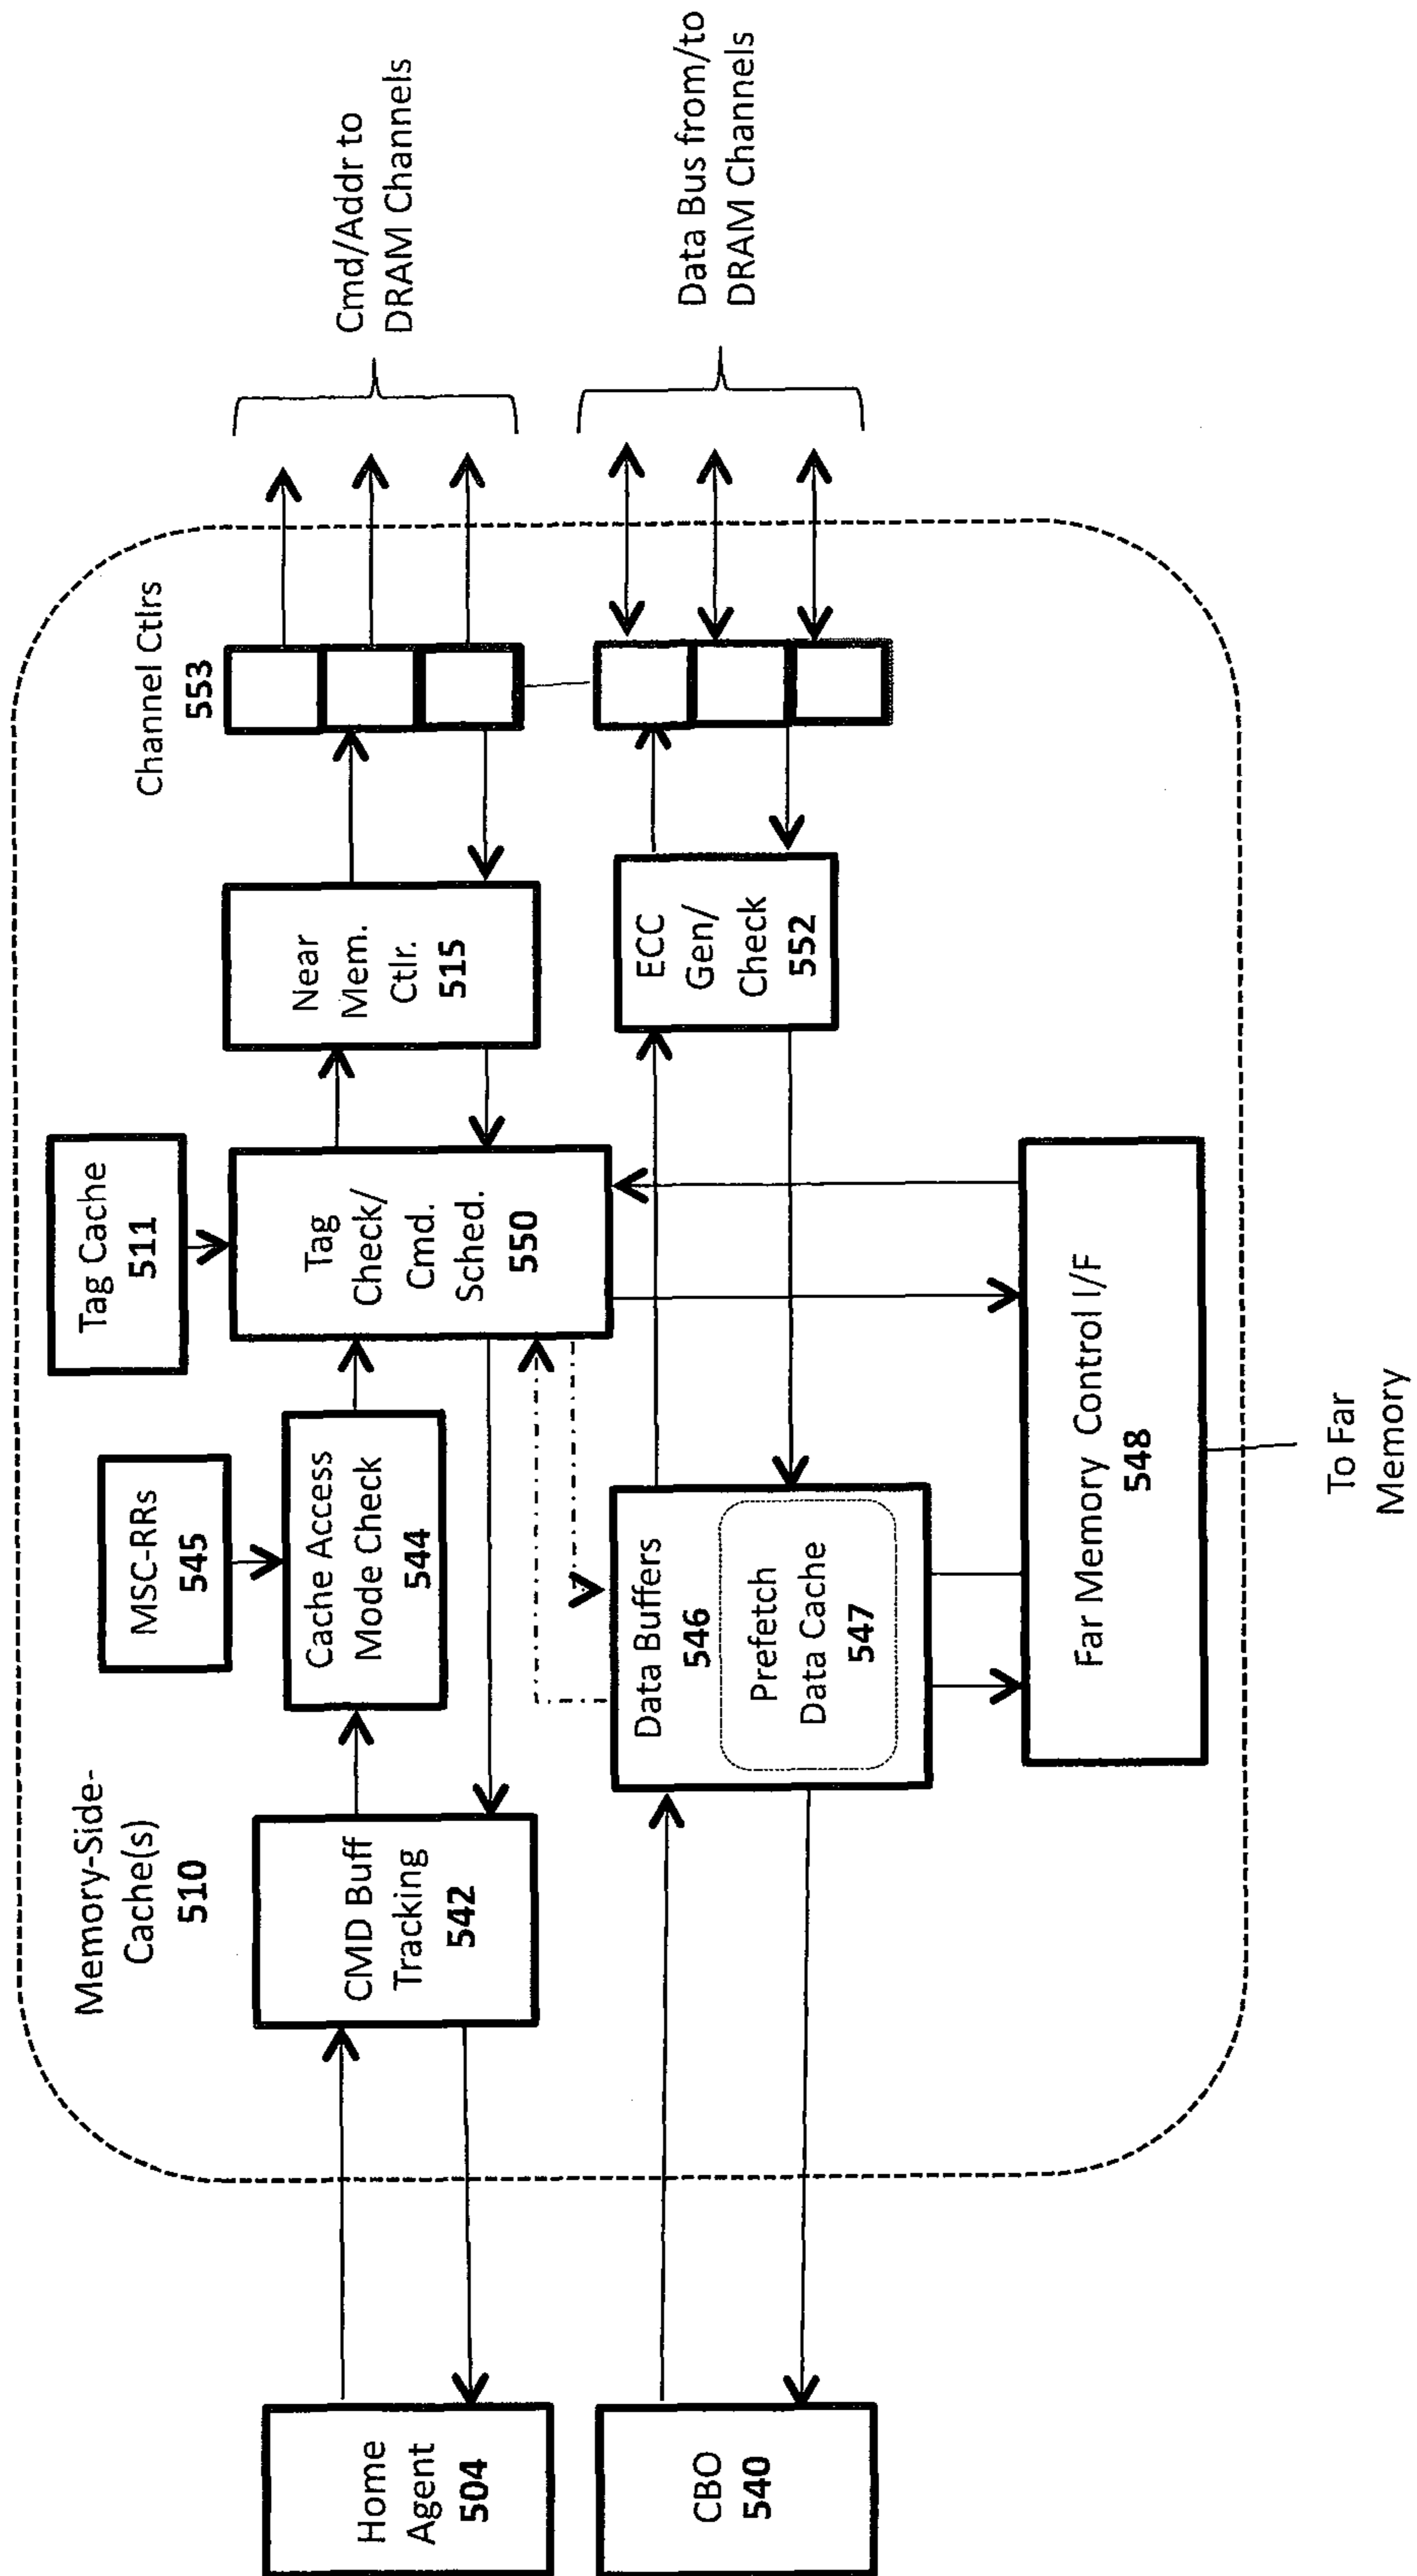 Memory-Side-
Cache(s)
510
Home
Agent
504
CBO
540
CMD Buff
Tracking
542
MSC-RRs
545
Cache Access
Mode Check
544
Tag Cache
511
Tag
Check/
Cmd.
Sched.
550
Near
Mem.
Ctlr.
515
Channel Ctlrs
553
Cmd/Addr to
DRAM Channels
Data Buffers
546
Prefetch
Data Cache
547
ECC
Gen/
Check
552
Data Bus from/to
DRAM Channels
Far Memory Control I/F
548
To Far
Memory